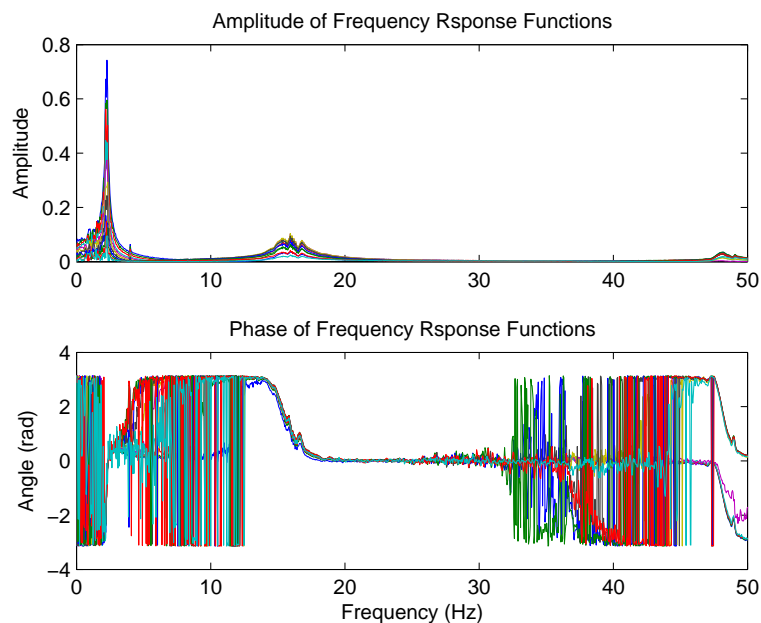 Amplitude of Frequency Rsponse Functions
0.8
0.6
0.4
0.2
0
Amplitude
0 10 20 30 40 50
Phase of Frequency Rsponse Functions
4
2
0
−2
−4
Angle (rad)
0 10 20 30 40 50
Frequency (Hz)